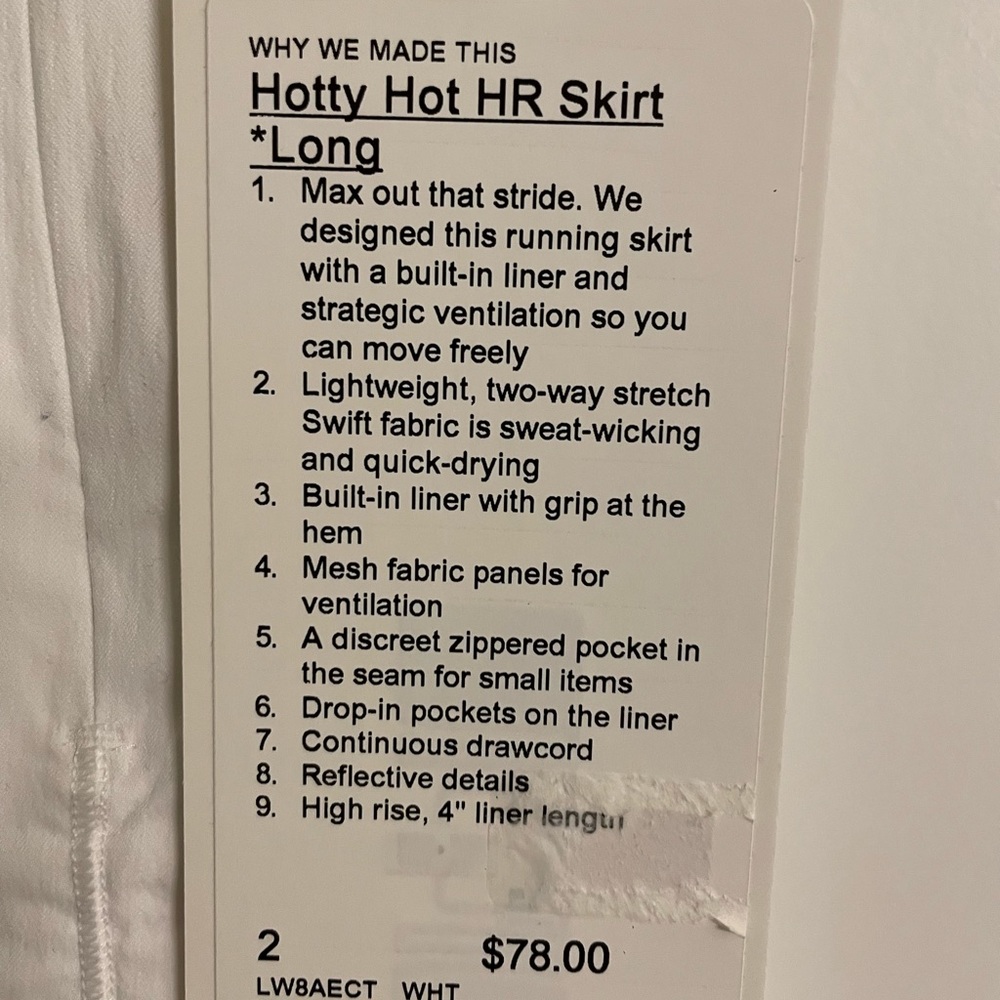 WHY WE MADE THIS
Hotty Hot HR Skirt
*Long
1. Max out that stride. We
designed this running skirt
with a built-in liner and
strategic ventilation so you
can move freely
2. Lightweight, two-way stretch
Swift fabric is sweat-wicking
and quick-drying
3. Built-in liner with grip at the
hem
4. Mesh fabric panels for
ventilation
5. A discreet zippered pocket in
the seam for small items
6. Drop-in pockets on the liner
7. Continuous drawcord
8. Reflective details
9. High rise, 4" liner length
2 $78.00
LW8AECT WHT